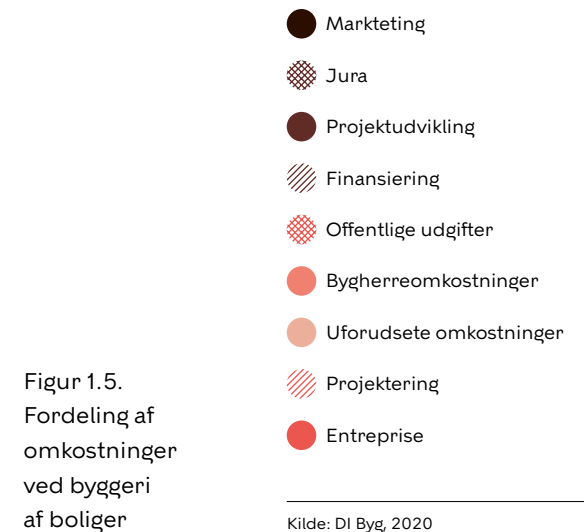 Markteting
Jura
Projektudvikling
Finansiering
Offentlige udgifter
Bygherreomkostninger
Uforudsete omkostninger
Projektering
Entreprise
Figur 1.5.
Fordeling af
omkostninger
ved byggeri
af boliger
Kilde: DI Byg, 2020